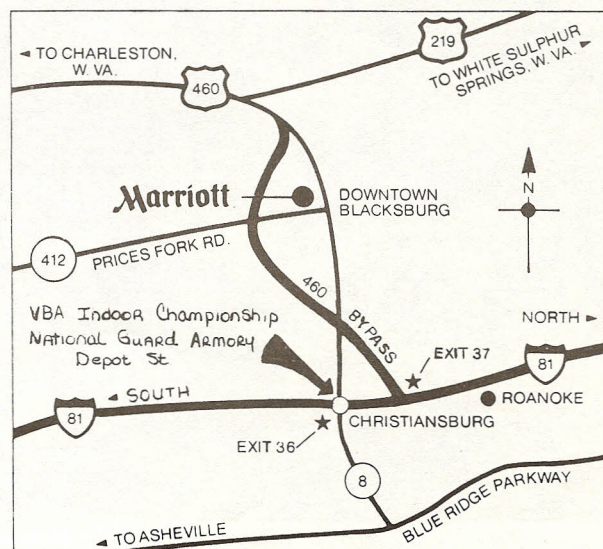 ◄ TO CHARLESTON,
W. VA.
219
TO WHITE SULPHUR
SPRINGS, W. VA. ►
460
N
Marriott
DOWNTOWN
BLACKSBURG
412
PRICES FORK RD.
460
BYPASS
VBA Indoor Championship
National Guard Armory
Depot St.
NORTH ►
EXIT 37
81
◄ SOUTH
81
ROANOKE
CHRISTIANSBURG
EXIT 36
8
BLUE RIDGE PARKWAY
◄ TO ASHEVILLE